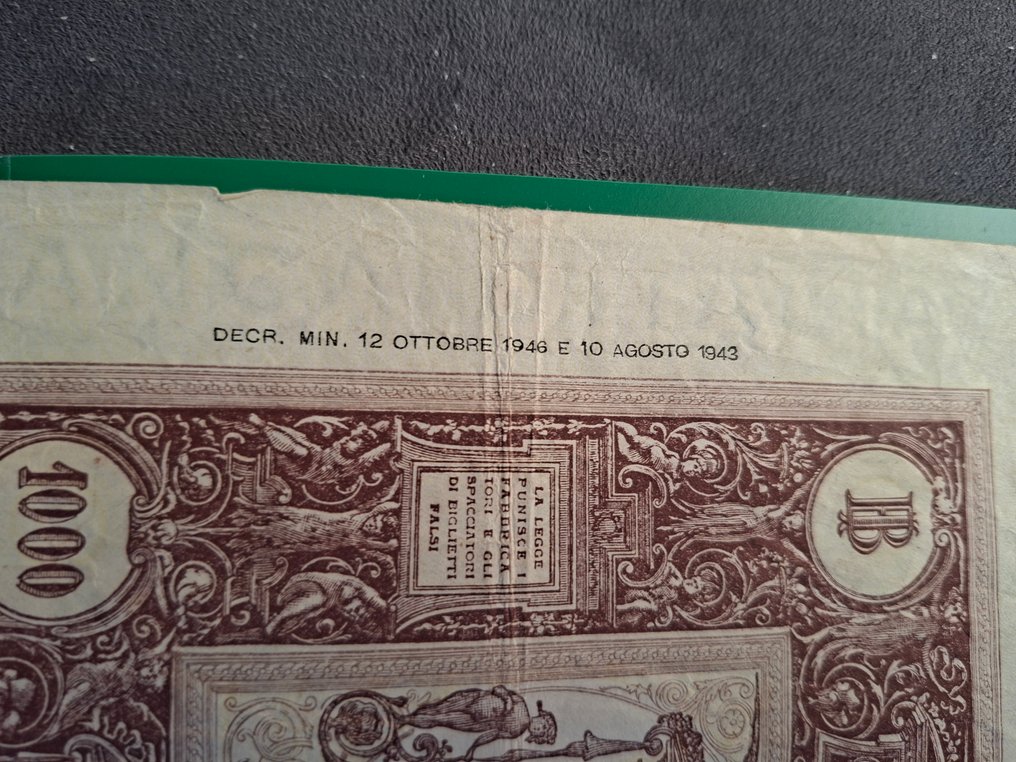 DECR. MIN. 12 OTTOBRE 1946 E 10 AGOSTO 1943
1000
LA LEGGE
PUNISCE I
FABBRICA
TORI E GLI
SPACCIATORI
DI BIGLIETTI
FALSI
BI